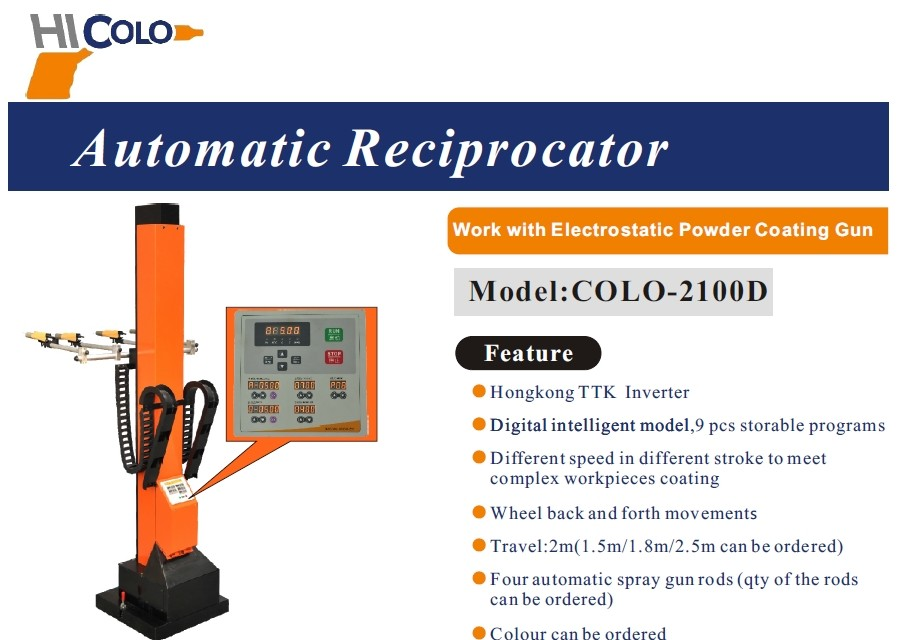 HICOLO
Automatic Reciprocator
Work with Electrostatic Powder Coating Gun
Model:COLO-2100D
Feature
Hongkong TTK Inverter
Digital intelligent model,9 pcs storable programs
Different speed in different stroke to meet
complex workpieces coating
Wheel back and forth movements
Travel:2m(1.5m/1.8m/2.5m can be ordered)
Four automatic spray gun rods (qty of the rods
can be ordered)
Colour can be ordered
STOP